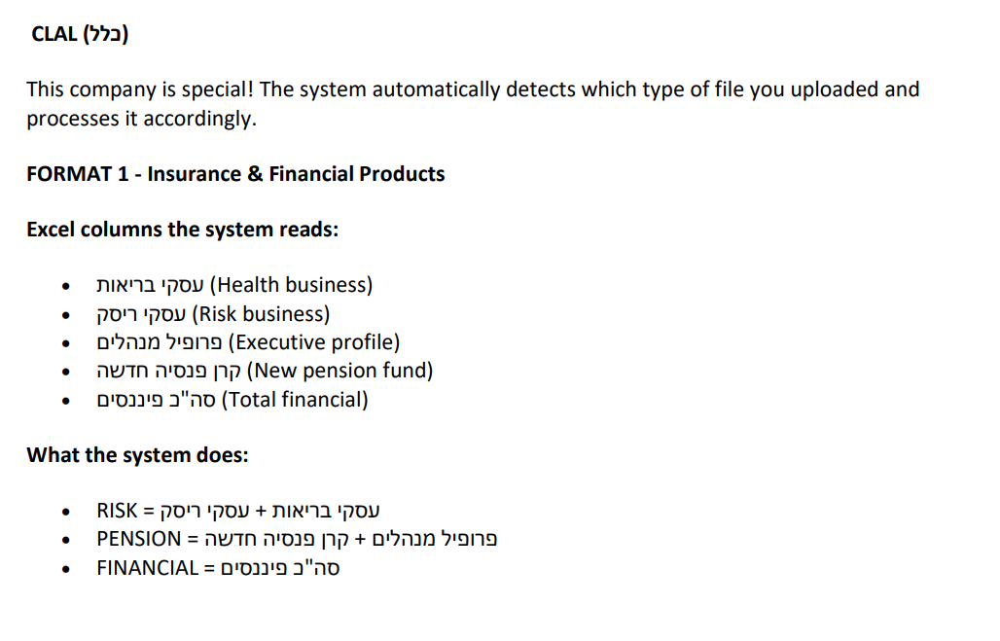 CLAL (כלל)
This company is special! The system automatically detects which type of file you uploaded and
processes it accordingly.
FORMAT 1 - Insurance & Financial Products
Excel columns the system reads:
• עסקי בריאות (Health business)
• עסקי ריסק (Risk business)
• פרופיל מנהלים (Executive profile)
• קרן פנסיה חדשה (New pension fund)
• סה"כ פיננסים (Total financial)
What the system does:
• RISK = עסקי ריסק + עסקי בריאות
• PENSION = קרן פנסיה חדשה + פרופיל מנהלים
• FINANCIAL = סה"כ פיננסים